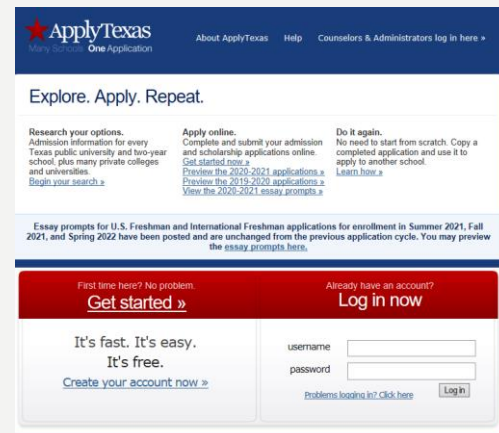 ApplyTexas
Many Schools One Application
About ApplyTexas Help Counselors & Administrators log in here »
Explore. Apply. Repeat.
Research your options.
Admission information for every
Texas public university and two-year
school, plus many private colleges
and universities.
Begin your search »
Apply online.
Complete and submit your admission
and scholarship applications online.
Get started now »
Preview the 2020-2021 applications »
Preview the 2019-2020 applications »
View the 2020-2021 essay prompts »
Do it again.
No need to start from scratch. Copy a
completed application and use it to
apply to another school.
Learn how »
Essay prompts for U.S. Freshman and International Freshman applications for enrollment in Summer 2021, Fall
2021, and Spring 2022 have been posted and are unchanged from the previous application cycle. You may preview
the essay prompts here.
First time here? No problem.
Get started »
It's fast. It's easy.
It's free.
Create your account now »
Already have an account?
Log in now
username
password
Problems logging in? Click here
Log in